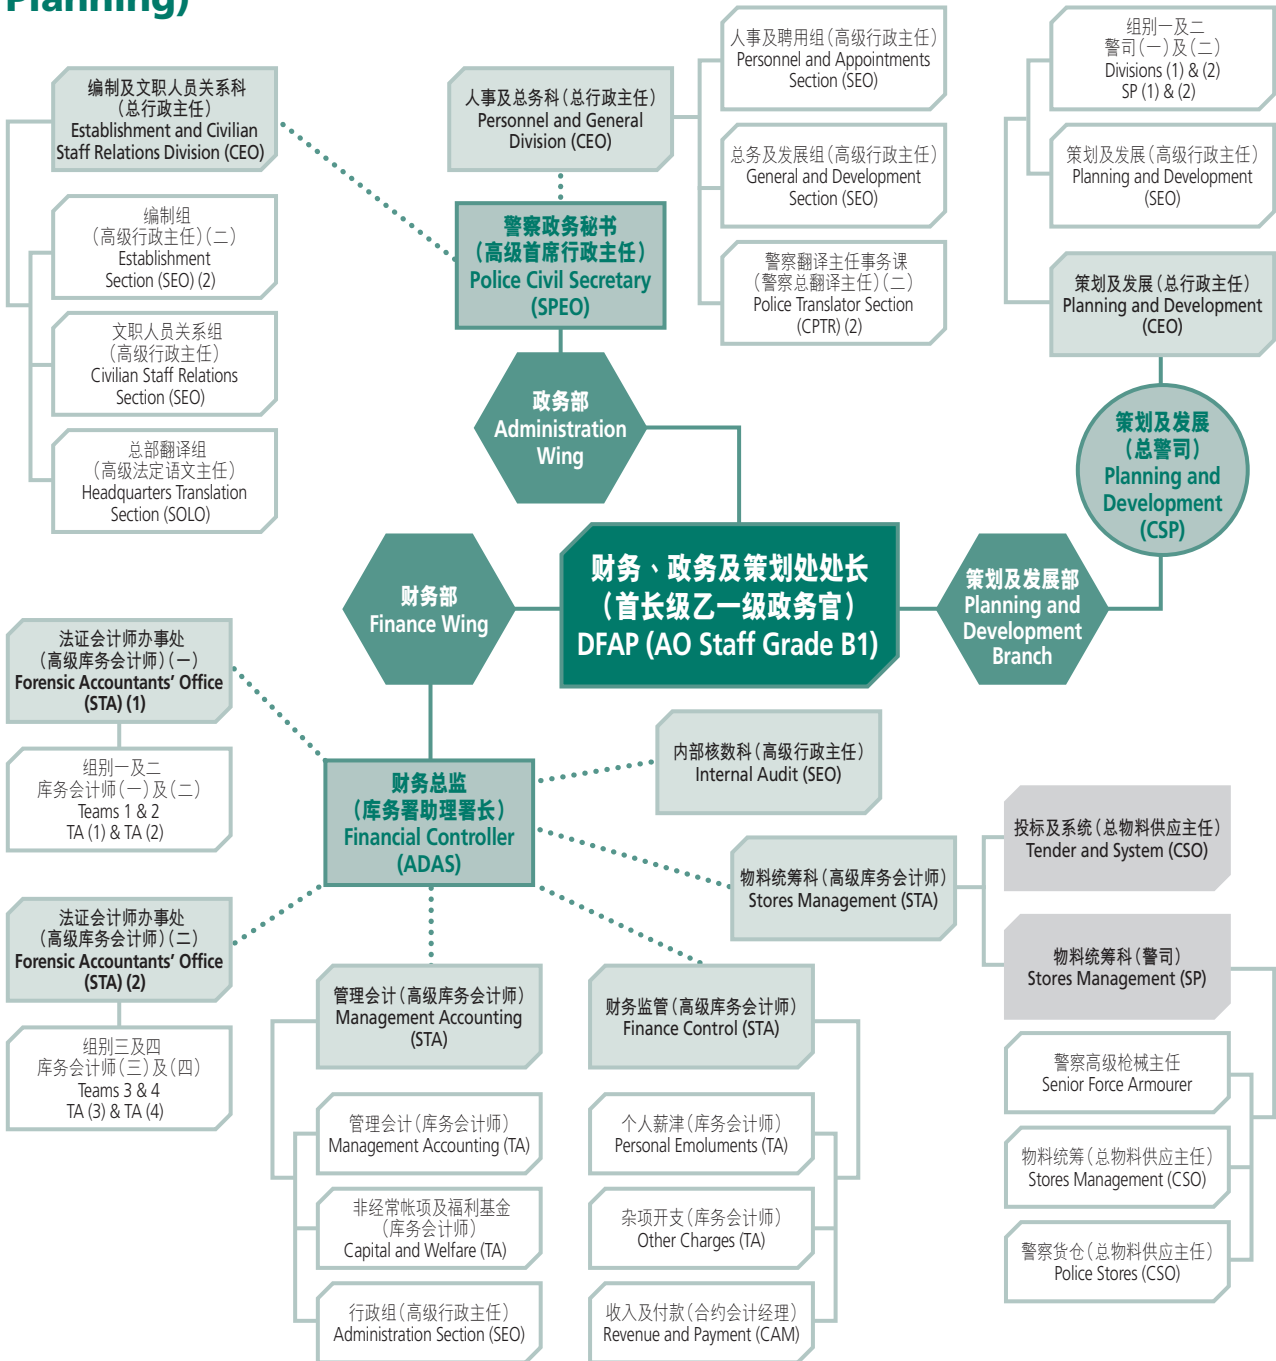 Planning)
编制及文职人员关系科
（总行政主任）
Establishment and Civilian
Staff Relations Division (CEO)
编制组
（高级行政主任）（二）
Establishment
Section (SEO) (2)
文职人员关系组
（高级行政主任）
Civilian Staff Relations
Section (SEO)
总部翻译组
（高级法定语文主任）
Headquarters Translation
Section (SOLO)
人事及总务科（总行政主任）
Personnel and General
Division (CEO)
人事及聘用组（高级行政主任）
Personnel and Appointments
Section (SEO)
总务及发展组（高级行政主任）
General and Development
Section (SEO)
警察翻译主任事务课
（警察总翻译主任）（二）
Police Translator Section
(CPTR) (2)
警察政务秘书
（高级首席行政主任）
Police Civil Secretary
(SPEO)
政务部
Administration
Wing
组别一及二
警司（一）及（二）
Divisions (1) & (2)
SP (1) & (2)
策划及发展（高级行政主任）
Planning and Development
(SEO)
策划及发展（总行政主任）
Planning and Development
(CEO)
策划及发展
（总警司）
Planning and
Development
(CSP)
财务部
Finance Wing
财务、政务及策划处处长
（首长级乙一级政务官）
DFAP (AO Staff Grade B1)
策划及发展部
Planning and
Development
Branch
法证会计师办事处
（高级库务会计师）（一）
Forensic Accountants’ Office
(STA) (1)
组别一及二
库务会计师（一）及（二）
Teams 1 & 2
TA (1) & TA (2)
法证会计师办事处
（高级库务会计师）（二）
Forensic Accountants’ Office
(STA) (2)
组别三及四
库务会计师（三）及（四）
Teams 3 & 4
TA (3) & TA (4)
财务总监
（库务署助理署长）
Financial Controller
(ADAS)
内部核数科（高级行政主任）
Internal Audit (SEO)
物料统筹科（高级库务会计师）
Stores Management (STA)
投标及系统（总物料供应主任）
Tender and System (CSO)
物料统筹科（警司）
Stores Management (SP)
警察高级枪械主任
Senior Force Armourer
物料统筹（总物料供应主任）
Stores Management (CSO)
警察货仓（总物料供应主任）
Police Stores (CSO)
管理会计（高级库务会计师）
Management Accounting
(STA)
管理会计（库务会计师）
Management Accounting (TA)
非经常帐项及福利基金
（库务会计师）
Capital and Welfare (TA)
行政组（高级行政主任）
Administration Section (SEO)
财务监管（高级库务会计师）
Finance Control (STA)
个人薪津（库务会计师）
Personal Emoluments (TA)
杂项开支（库务会计师）
Other Charges (TA)
收入及付款（合约会计经理）
Revenue and Payment (CAM)